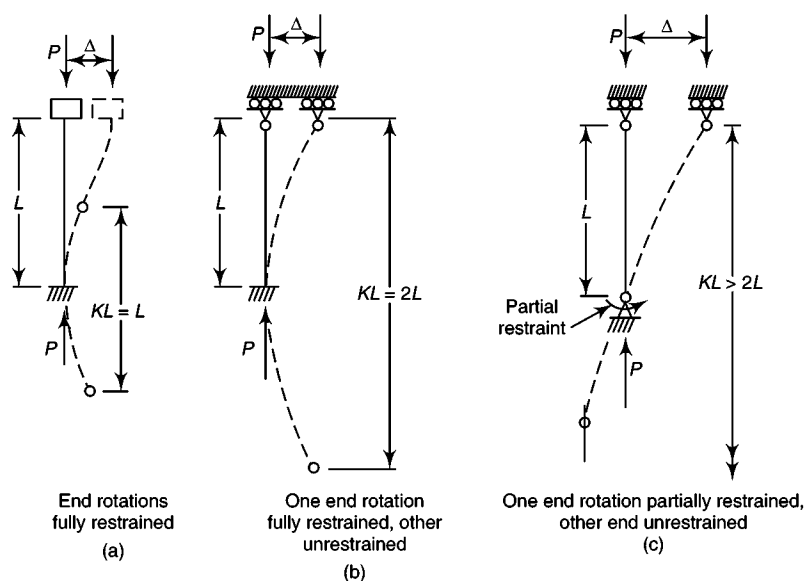 P
Δ
L
KL = L
P
End rotations
fully restrained
(a)
P
Δ
L
KL = 2L
P
One end rotation
fully restrained, other
unrestrained
(b)
P
Δ
L
KL > 2L
Partial
restraint
P
One end rotation partially restrained,
other end unrestrained
(c)